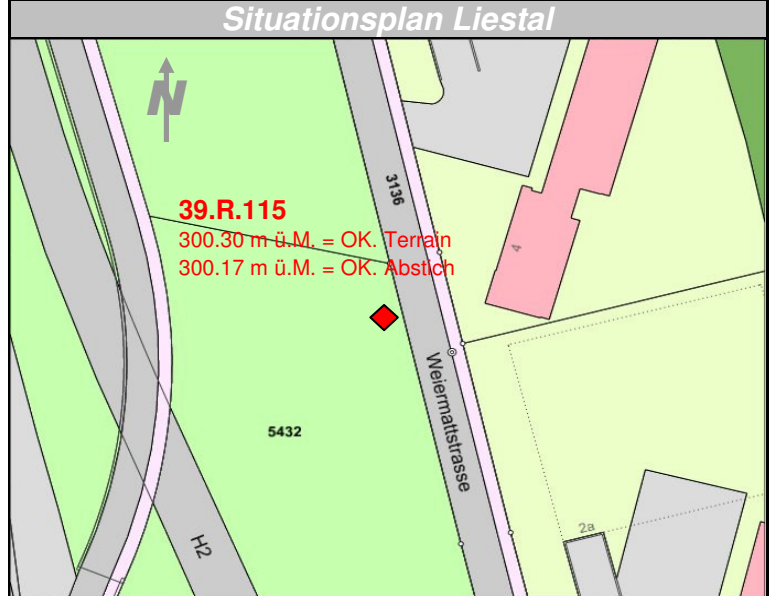 Situationsplan Liestal
N
3136
39.R.115
300.30 m ü.M. = OK. Terrain
300.17 m ü.M. = OK. Abstich
4
Weiermattstrasse
5432
2a
H2